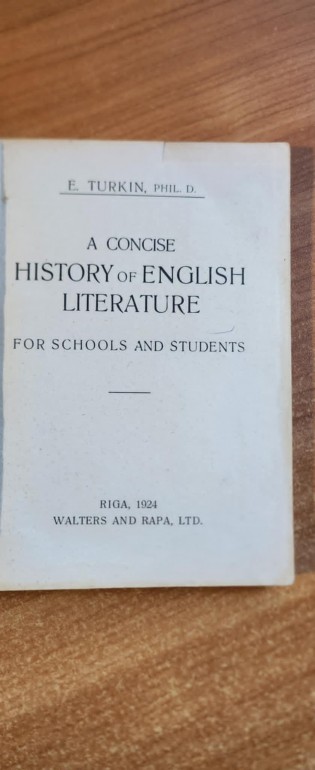 E. TURKIN, PHIL. D.
A CONCISE
HISTORY OF ENGLISH
LITERATURE
FOR SCHOOLS AND STUDENTS
RIGA, 1924
WALTERS AND RAPA, LTD.